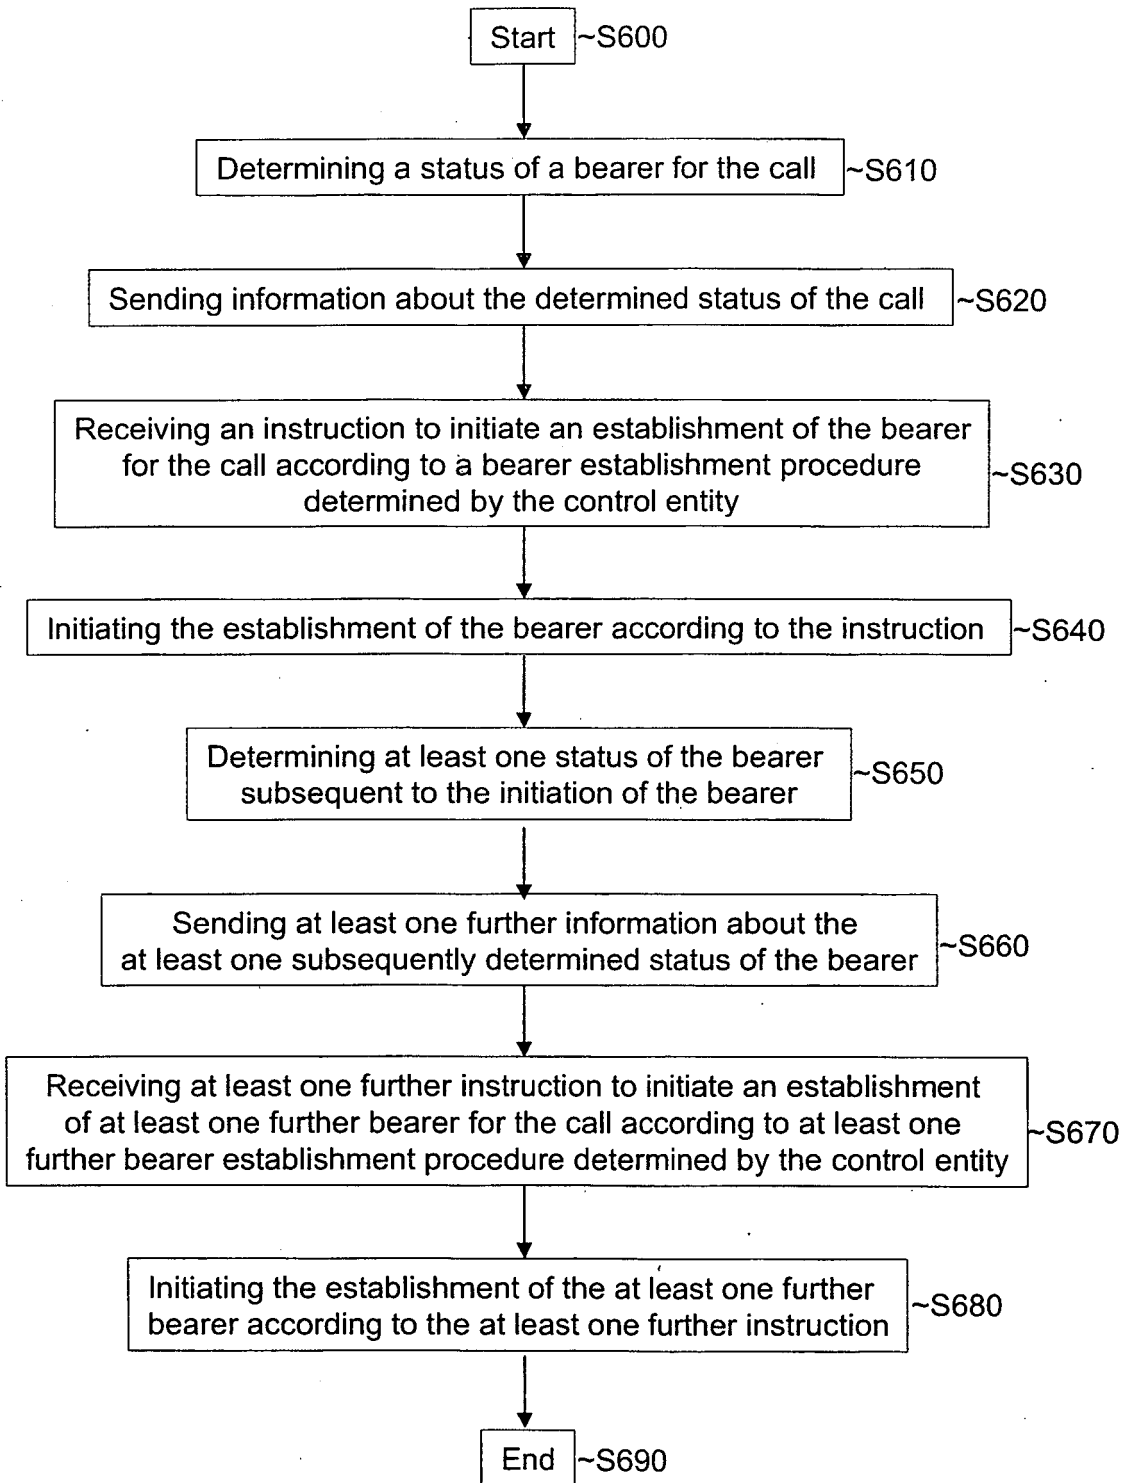 Start ~S600
Determining a status of a bearer for the call ~S610
Sending information about the determined status of the call ~S620
Receiving an instruction to initiate an establishment of the bearer
for the call according to a bearer establishment procedure
determined by the control entity
~S630
Initiating the establishment of the bearer according to the instruction ~S640
Determining at least one status of the bearer
subsequent to the initiation of the bearer
~S650
Sending at least one further information about the
at least one subsequently determined status of the bearer
~S660
Receiving at least one further instruction to initiate an establishment
of at least one further bearer for the call according to at least one
further bearer establishment procedure determined by the control entity
~S670
Initiating the establishment of the at least one further
bearer according to the at least one further instruction
~S680
End ~S690